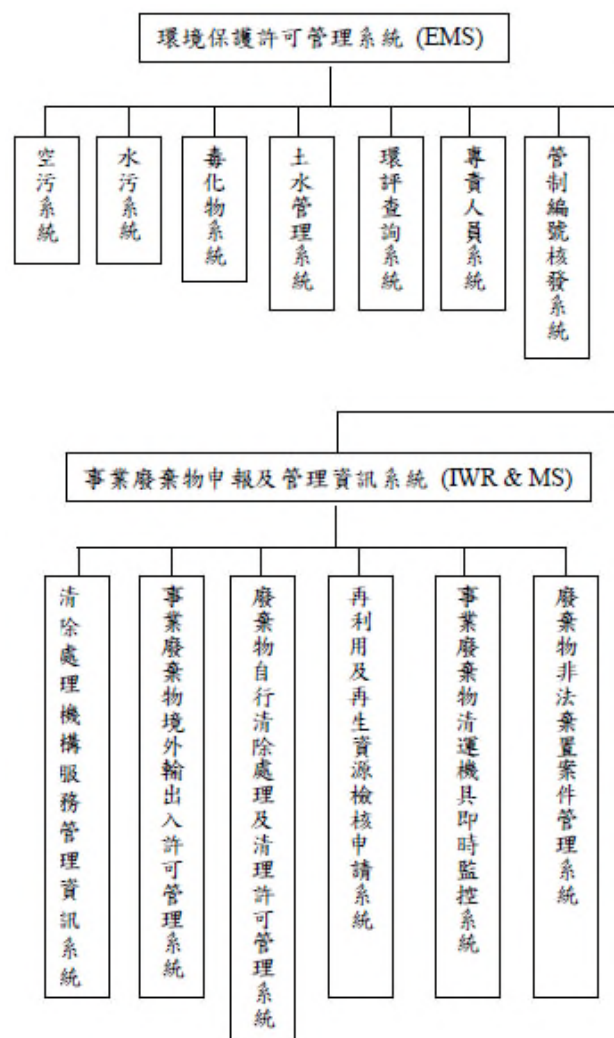 環境保護許可管理系統 (EMS)
空污系統
水污系統
毒化物系統
土水管理系統
環評查詢系統
專責人員系統
管制編號核發系統
事業廢棄物申報及管理資訊系統 (IWR & MS)
清除處理機構服務管理資訊系統
事業廢棄物境外輸出入許可管理系統
廢棄物自行清除處理及清理許可管理系統
再利用及再生資源檢核申請系統
事業廢棄物清運機具即時監控系統
廢棄物非法棄置案件管理系統